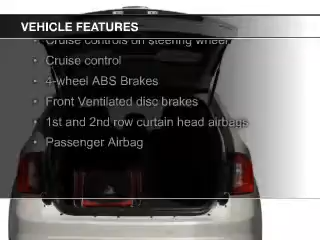 VEHICLE FEATURES
• Cruise controls on steering wheel
• Cruise control
• 4-wheel ABS Brakes
• Front Ventilated disc brakes
• 1st and 2nd row curtain head airbags
• Passenger Airbag